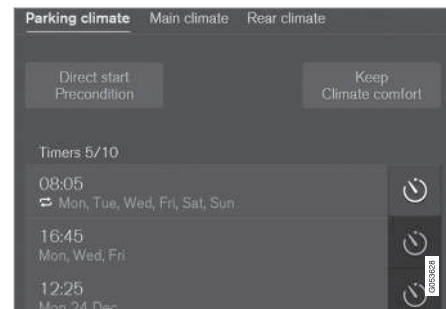 Parking climate Main climate Rear climate
Direct start
Precondition
Keep
Climate comfort
Timers 5/10
08:05
Mon, Tue, Wed, Fri, Sat, Sun
16:45
Mon, Wed, Fri
12:25
Mon 24 Dec
G053628